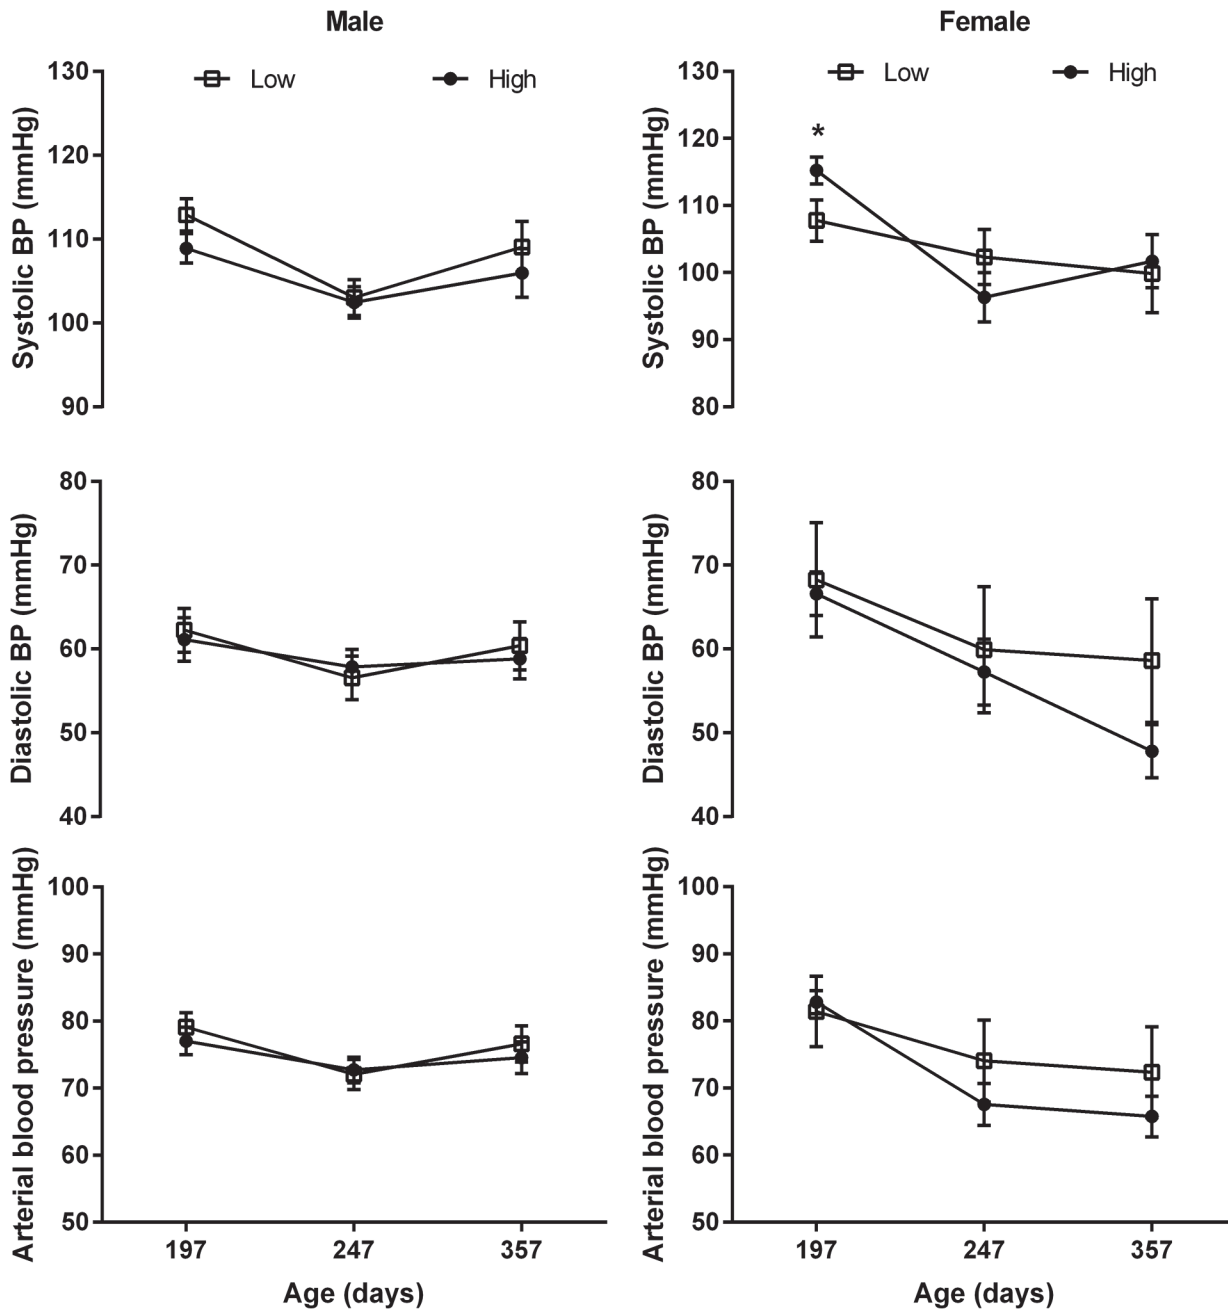 Male
Low High
Systolic BP (mmHg)
130
120
110
100
90
Female
Low High
*
Systolic BP (mmHg)
130
120
110
100
90
80
Diastolic BP (mmHg)
80
70
60
50
40
Diastolic BP (mmHg)
80
70
60
50
40
Arterial blood pressure (mmHg)
100
90
80
70
60
50
197 247 357
Age (days)
Arterial blood pressure (mmHg)
100
90
80
70
60
50
197 247 357
Age (days)